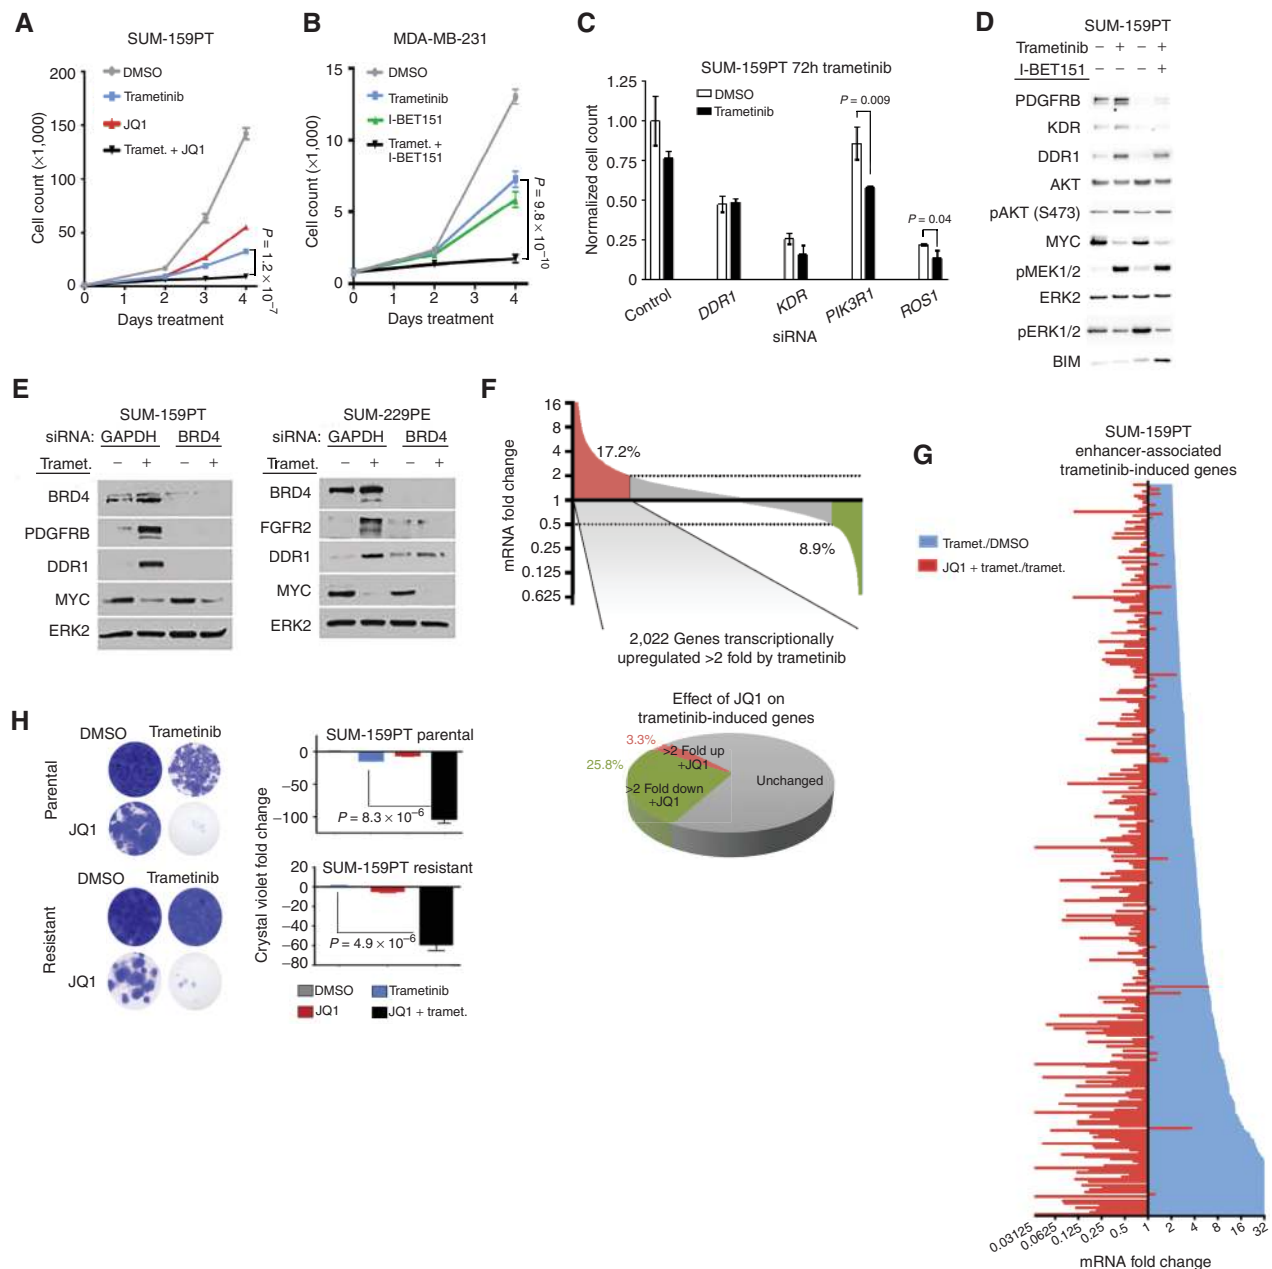 A
SUM-159PT
200
150
100
50
0
Cell count (×1,000)
DMSO
Trametinib
JQ1
Tramet. + JQ1
P = 1.2 × 10⁻⁷
0 1 2 3 4
Days treatment
B
MDA-MB-231
15
10
5
0
Cell count (×1,000)
DMSO
Trametinib
I-BET151
Tramet. +
I-BET151
P = 9.8 × 10⁻¹⁰
0 1 2 3 4
Days treatment
C
SUM-159PT 72h trametinib
1.25
1.00
0.75
0.50
0.25
0
Normalized cell count
DMSO
Trametinib
P = 0.009
P = 0.04
Control DDR1 KDR PIK3R1 ROS1
siRNA
D
SUM-159PT
Trametinib − + − +
I-BET151 − − − +
PDGFRB
KDR
DDR1
AKT
pAKT (S473)
MYC
pMEK1/2
ERK2
pERK1/2
BIM
E
SUM-159PT
siRNA: GAPDH BRD4
Tramet. − + − +
BRD4
PDGFRB
DDR1
MYC
ERK2
SUM-229PE
siRNA: GAPDH BRD4
Tramet. − + − +
BRD4
FGFR2
DDR1
MYC
ERK2
F
16
8
4
2
1
0.5
0.25
0.125
0.625
mRNA fold change
17.2%
8.9%
2,022 Genes transcriptionally
upregulated >2 fold by trametinib
Effect of JQ1 on
trametinib-induced genes
3.3%
>2 Fold up
+JQ1
25.8%
>2 Fold down
+JQ1
Unchanged
G
SUM-159PT
enhancer-associated
trametinib-induced genes
Tramet./DMSO
JQ1 + tramet./tramet.
0.03125 0.0625 0.125 0.25 0.5 1 2 4 8 16 32
mRNA fold change
H
DMSO Trametinib
Parental
JQ1
DMSO Trametinib
Resistant
JQ1
Crystal violet fold change
SUM-159PT parental
0
−50
−100
P = 8.3 × 10⁻⁶
SUM-159PT resistant
20
0
−20
−40
−60
−80
P = 4.9 × 10⁻⁶
DMSO Trametinib
JQ1 JQ1 + tramet.